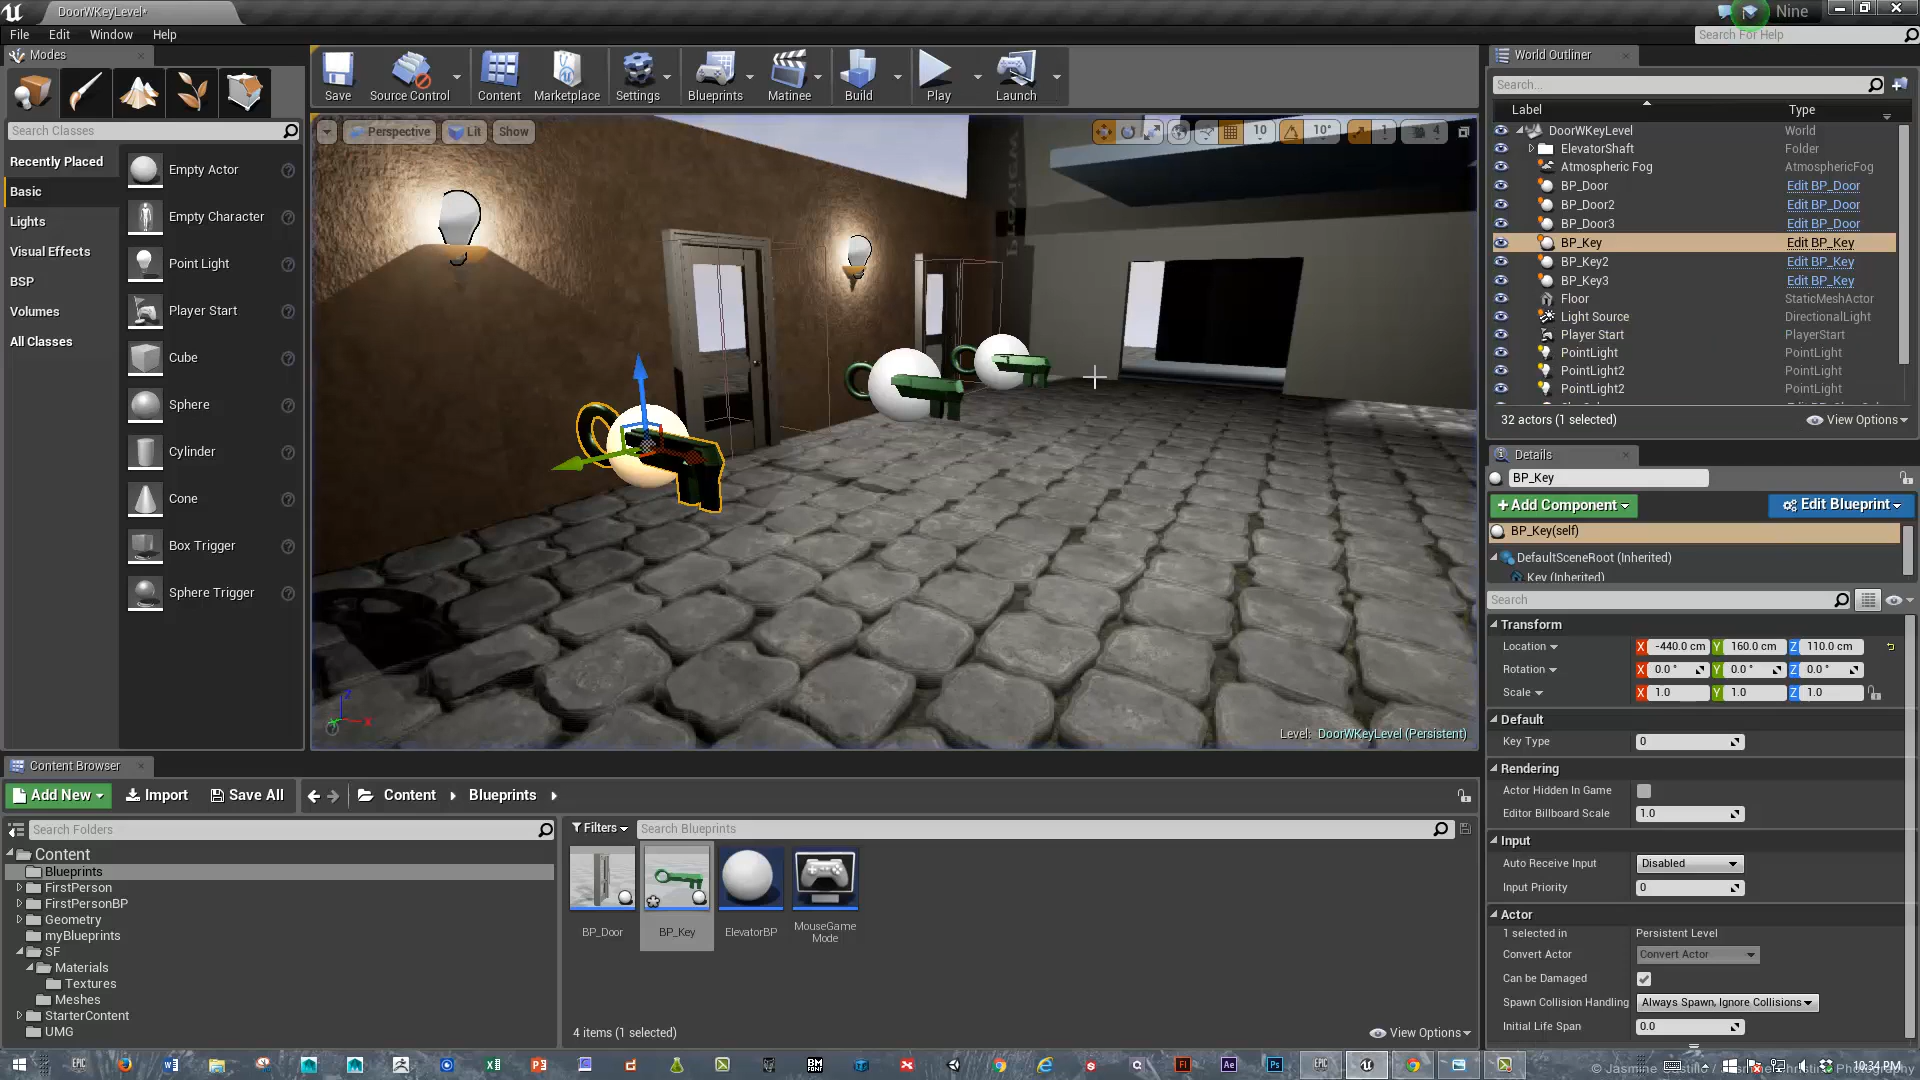 DoorWKeyLevel*
Nine
File Edit Window Help
Search For Help
Modes
Search Classes
Recently Placed
Basic
Lights
Visual Effects
BSP
Volumes
All Classes
Empty Actor
Empty Character
Point Light
Player Start
Cube
Sphere
Cylinder
Cone
Box Trigger
Sphere Trigger
Save
Source Control
Content
Marketplace
Settings
Blueprints
Matinee
Build
Play
Launch
Perspective Lit Show
10 10° 1 4
Level: DoorWKeyLevel (Persistent)
World Outliner
Search...
Label Type
DoorWKeyLevel World
ElevatorShaft Folder
Atmospheric Fog AtmosphericFog
BP_Door Edit BP_Door
BP_Door2 Edit BP_Door
BP_Door3 Edit BP_Door
BP_Key Edit BP_Key
BP_Key2 Edit BP_Key
BP_Key3 Edit BP_Key
Floor StaticMeshActor
Light Source DirectionalLight
Player Start PlayerStart
PointLight PointLight
PointLight2 PointLight
PointLight2 PointLight
32 actors (1 selected) View Options
Details
BP_Key
+Add Component Edit Blueprint
BP_Key(self)
DefaultSceneRoot (Inherited)
Key (Inherited)
Search
Transform
Location X -440.0 cm Y 160.0 cm Z 110.0 cm
Rotation X 0.0 ° Y 0.0 ° Z 0.0 °
Scale X 1.0 Y 1.0 Z 1.0
Default
Key Type 0
Rendering
Actor Hidden In Game
Editor Billboard Scale 1.0
Input
Auto Receive Input Disabled
Input Priority 0
Actor
1 selected in Persistent Level
Convert Actor Convert Actor
Can be Damaged
Spawn Collision Handling Always Spawn, Ignore Collisions
Initial Life Span 0.0
Content Browser
Add New Import Save All Content Blueprints
Search Folders
Content
Blueprints
FirstPerson
FirstPersonBP
Geometry
myBlueprints
SF
Materials
Textures
Meshes
StarterContent
UMG
Filters Search Blueprints
BP_Door
BP_Key
ElevatorBP
MouseGame
Mode
4 items (1 selected) View Options
10:34 PM